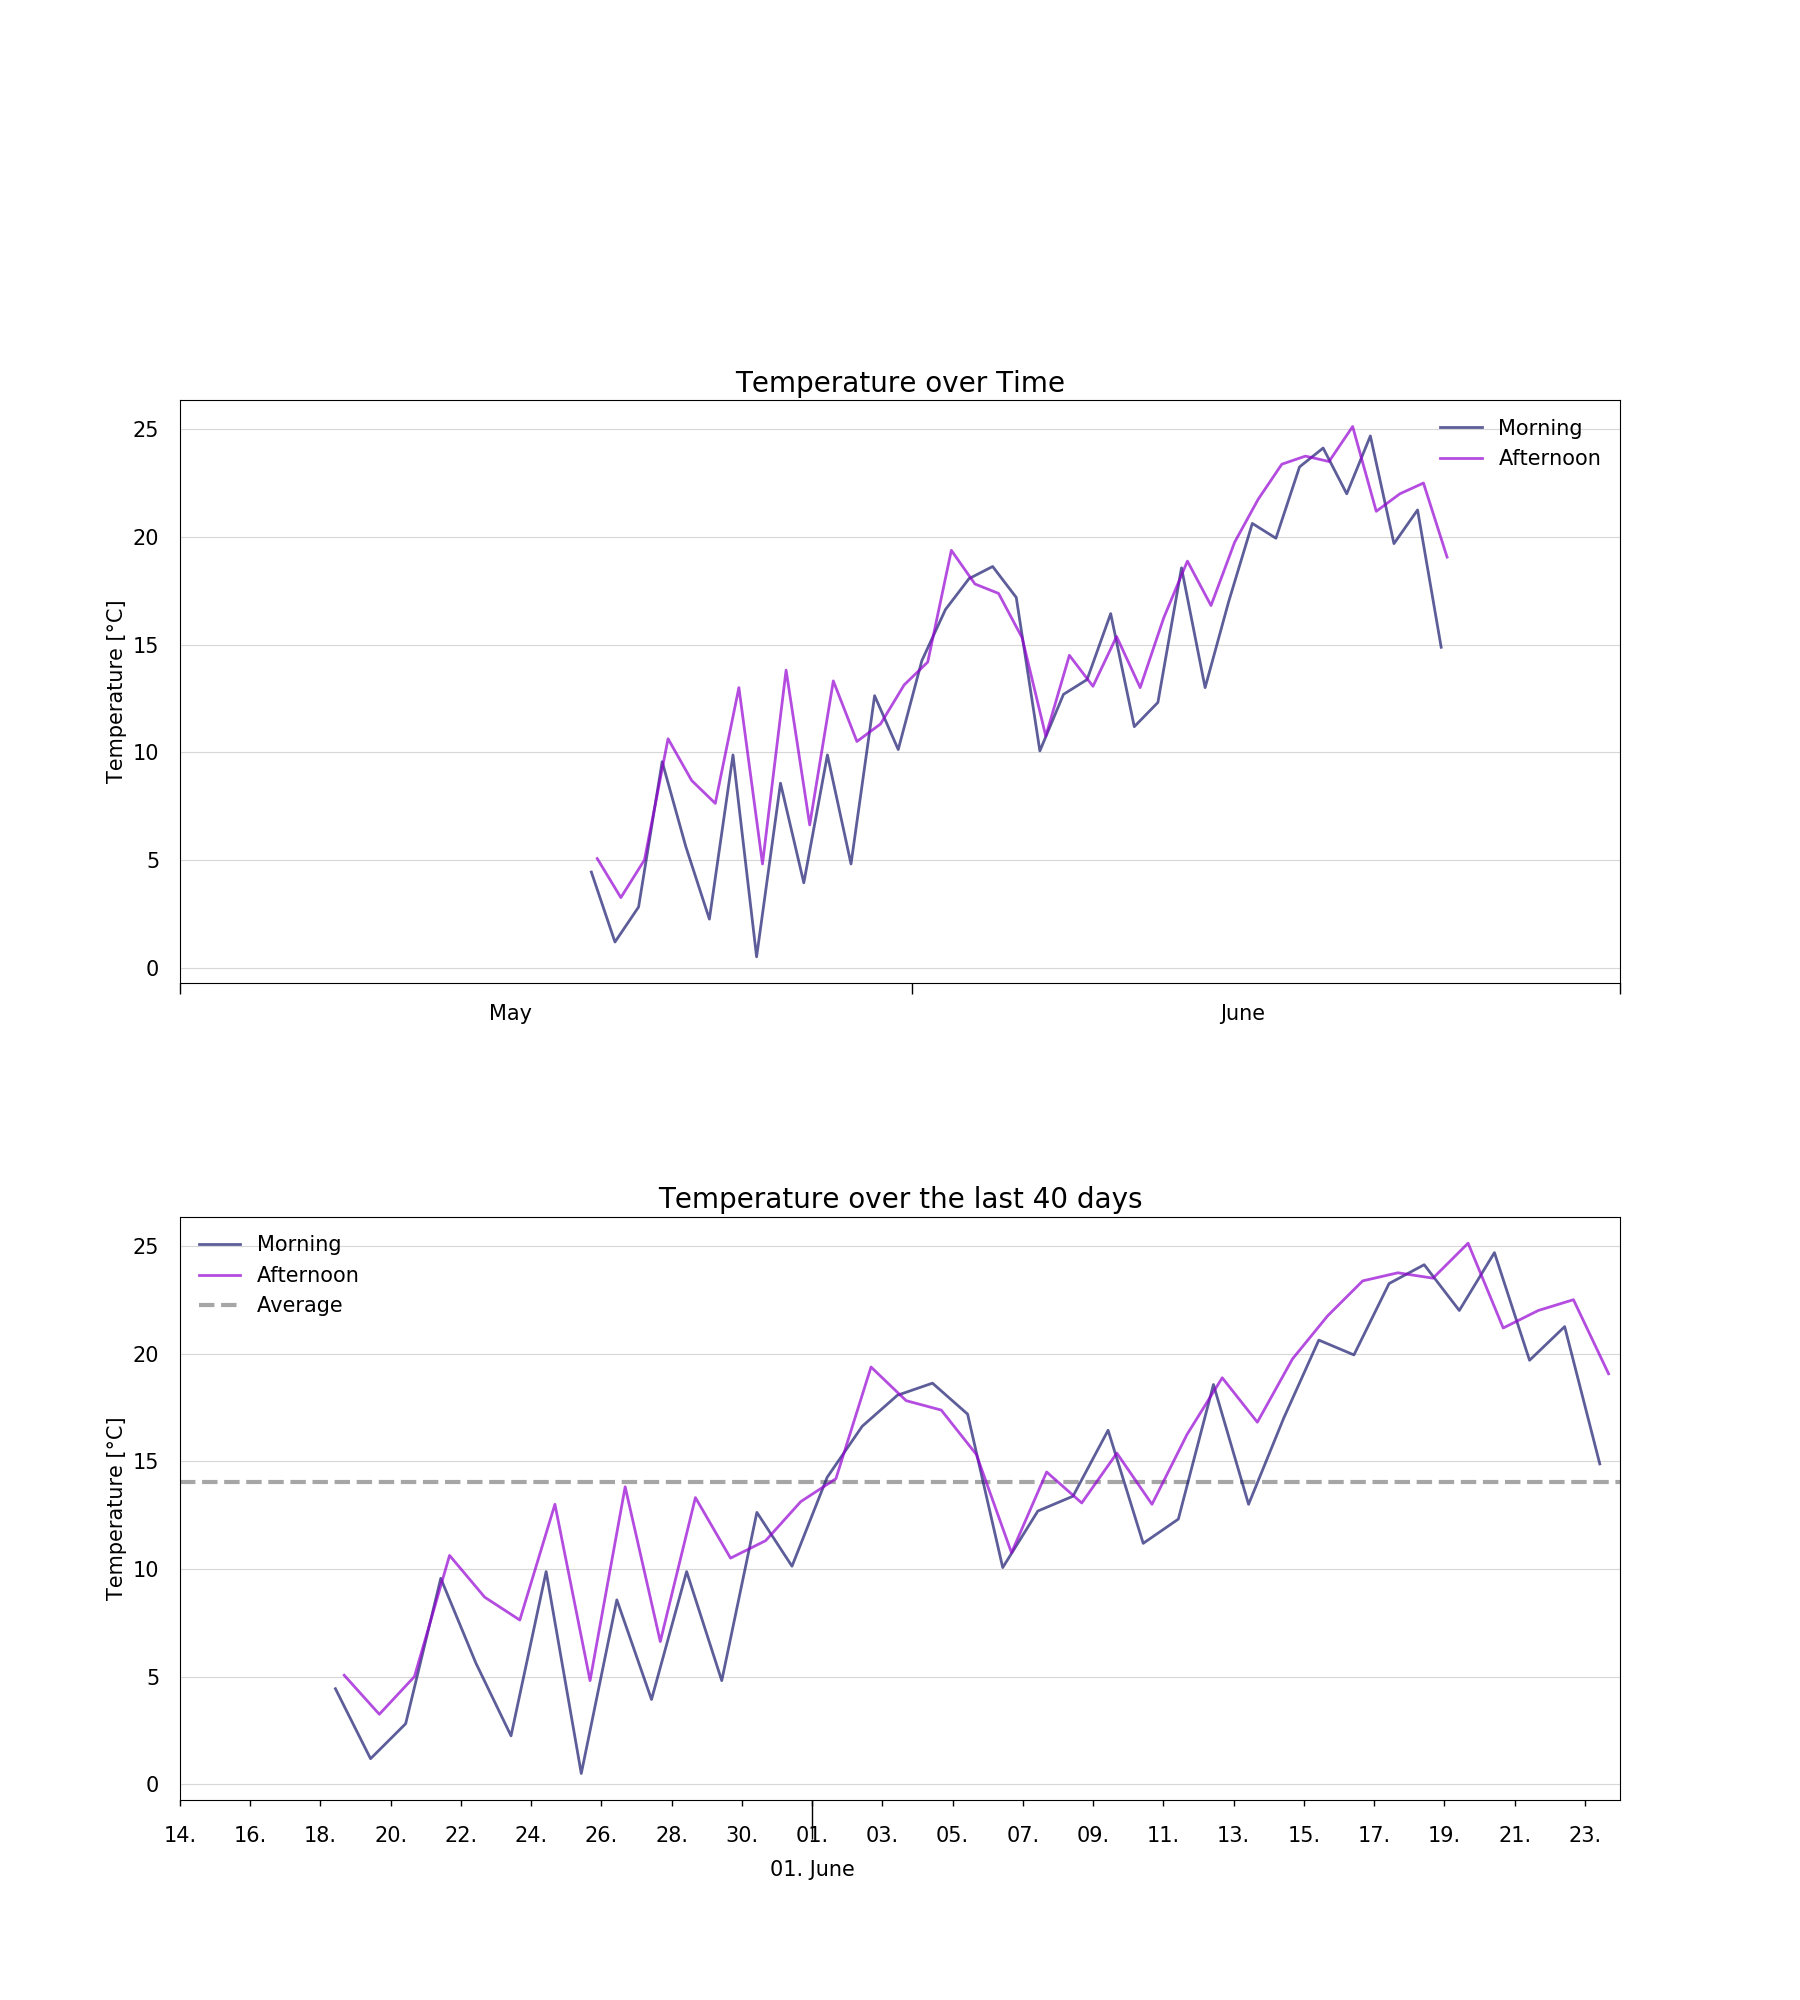 Temperature over Time
Temperature [°C]
25
20
15
10
5
0
Morning
Afternoon
May June
Temperature over the last 40 days
Temperature [°C]
25
20
15
10
5
0
Morning
Afternoon
Average
14. 16. 18. 20. 22. 24. 26. 28. 30. 01. 03. 05. 07. 09. 11. 13. 15. 17. 19. 21. 23.
01. June